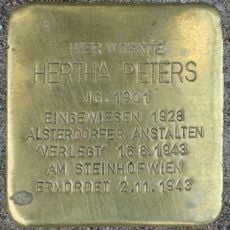 HIER WOHNTE
HERTHA PETERS
JG. 1901
EINGEWIESEN 1928
ALSTERDORFER ANSTALTEN
VERLEGT 16.8.1943
AM STEINHOF WIEN
ERMORDET 2.11.1943